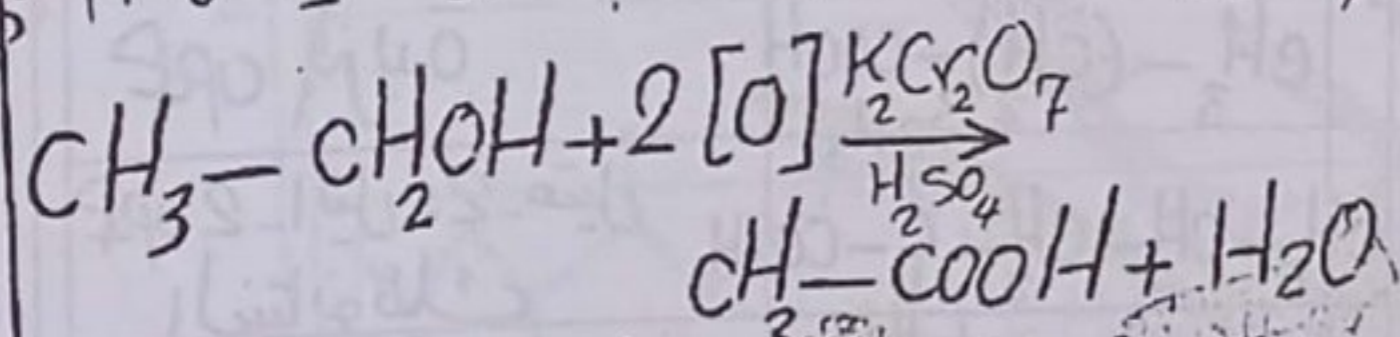 CH₃ – CH₂OH + 2 [O] K₂Cr₂O₇ → H₂SO₄
CH₃ – COOH + H₂O